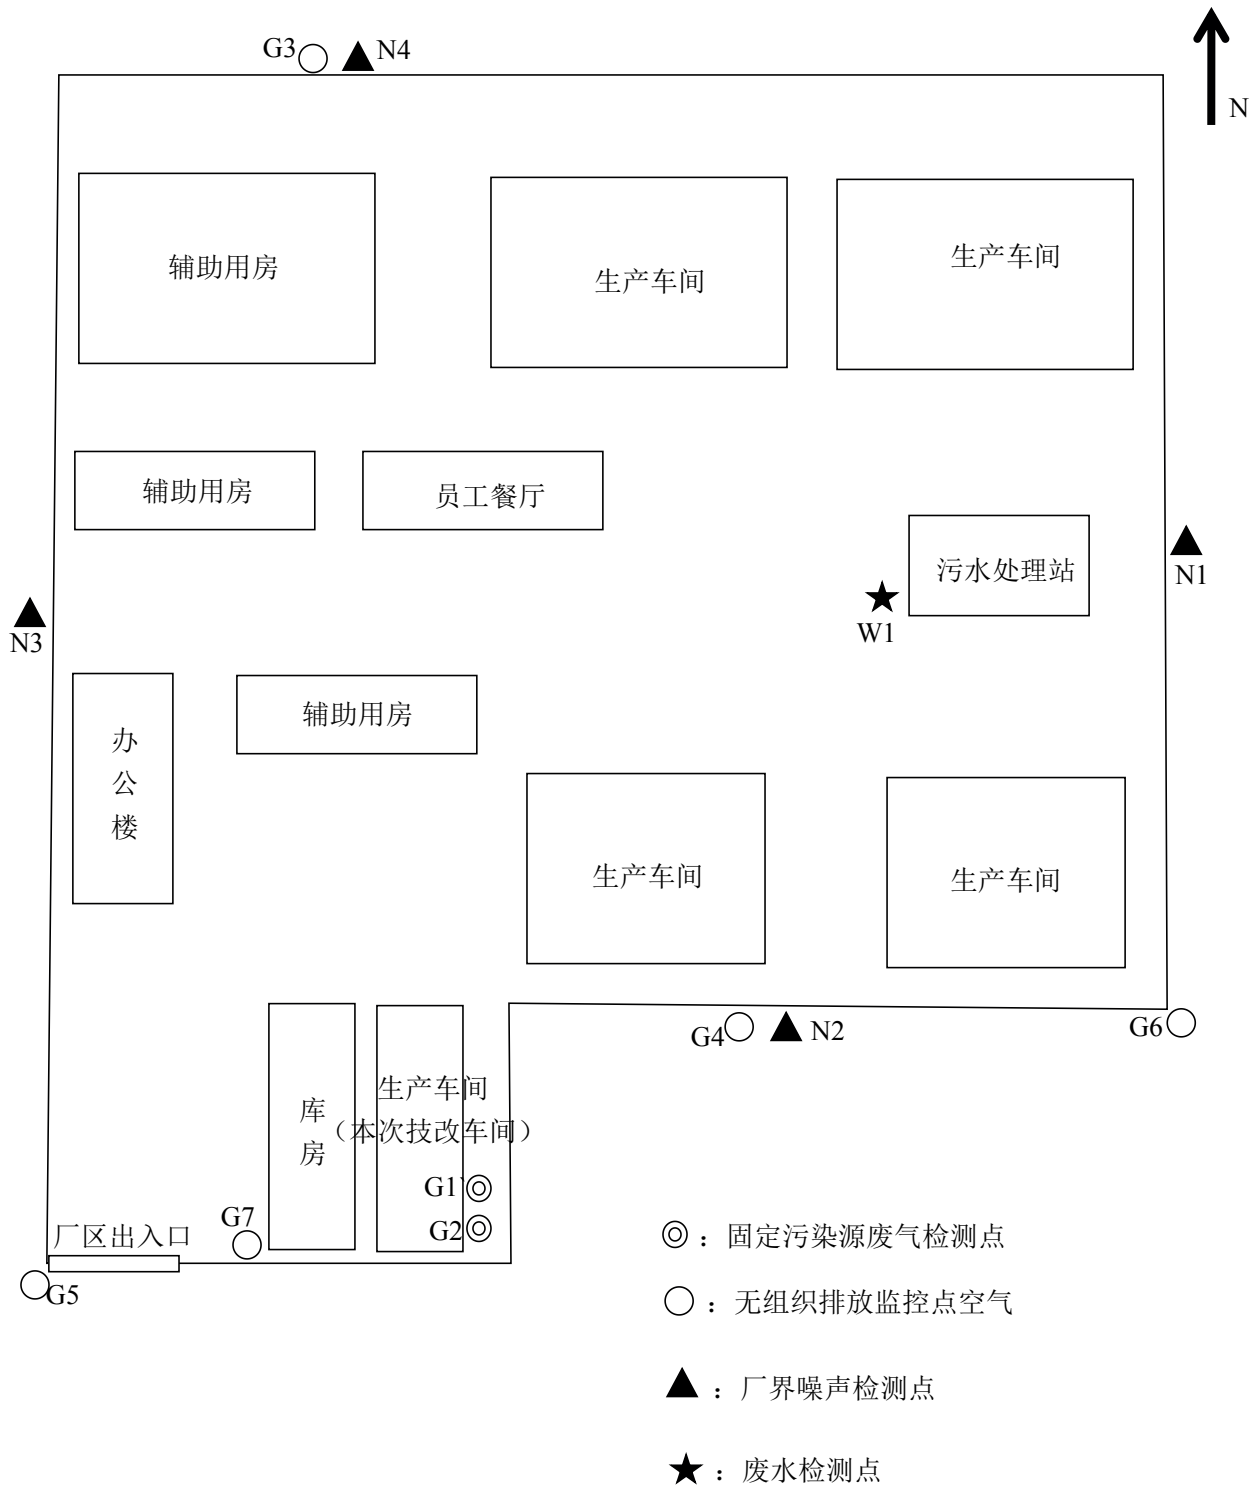 G3
N4
N
辅助用房
生产车间
生产车间
辅助用房
员工餐厅
污水处理站
N1
W1
N3
办公楼
辅助用房
生产车间
生产车间
G4
N2
G6
库房
生产车间
（本次技改车间）
G1
G2
G7
厂区出入口
G5
：固定污染源废气检测点
：无组织排放监控点空气
：厂界噪声检测点
：废水检测点